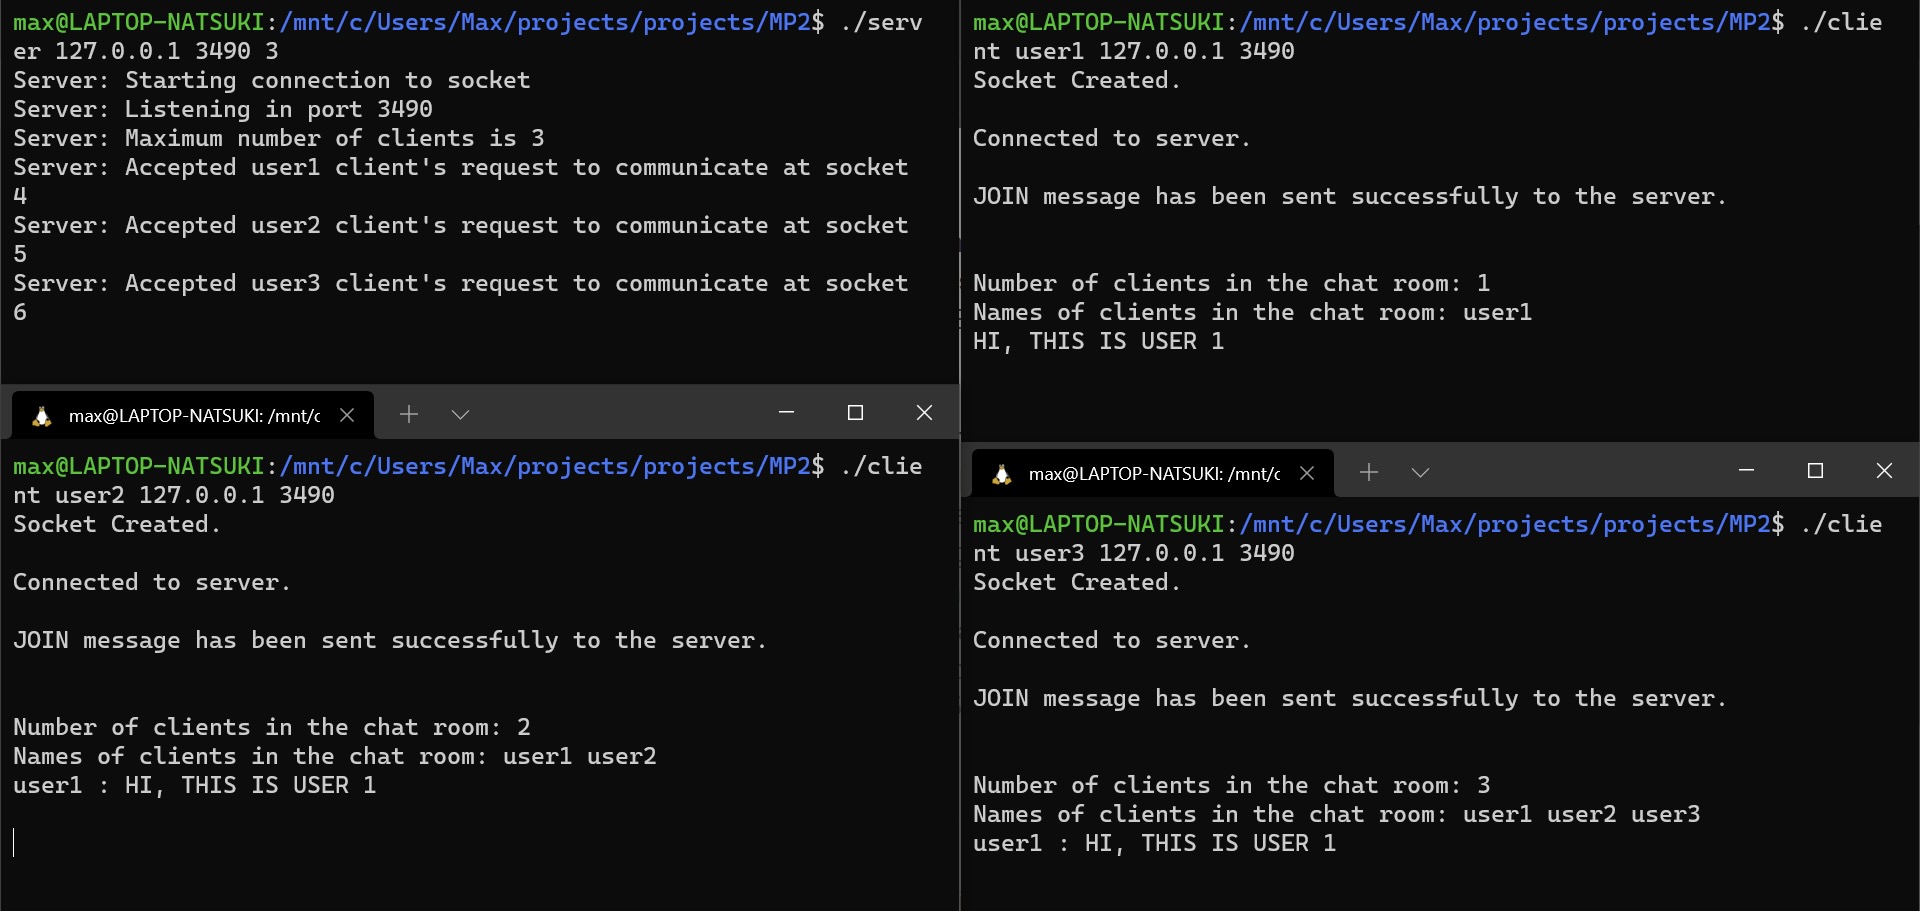 max@LAPTOP-NATSUKI:/mnt/c/Users/Max/projects/projects/MP2$ ./serv
er 127.0.0.1 3490 3
Server: Starting connection to socket
Server: Listening in port 3490
Server: Maximum number of clients is 3
Server: Accepted user1 client's request to communicate at socket
4
Server: Accepted user2 client's request to communicate at socket
5
Server: Accepted user3 client's request to communicate at socket
6
max@LAPTOP-NATSUKI:/mnt/c/Users/Max/projects/projects/MP2$ ./clie
nt user1 127.0.0.1 3490
Socket Created.
Connected to server.
JOIN message has been sent successfully to the server.
Number of clients in the chat room: 1
Names of clients in the chat room: user1
HI, THIS IS USER 1
max@LAPTOP-NATSUKI: /mnt/c
max@LAPTOP-NATSUKI:/mnt/c/Users/Max/projects/projects/MP2$ ./clie
nt user2 127.0.0.1 3490
Socket Created.
Connected to server.
JOIN message has been sent successfully to the server.
Number of clients in the chat room: 2
Names of clients in the chat room: user1 user2
user1 : HI, THIS IS USER 1
max@LAPTOP-NATSUKI: /mnt/c
max@LAPTOP-NATSUKI:/mnt/c/Users/Max/projects/projects/MP2$ ./clie
nt user3 127.0.0.1 3490
Socket Created.
Connected to server.
JOIN message has been sent successfully to the server.
Number of clients in the chat room: 3
Names of clients in the chat room: user1 user2 user3
user1 : HI, THIS IS USER 1